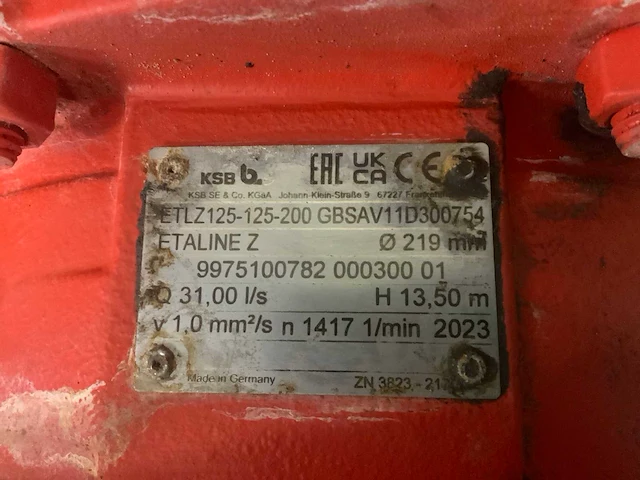 KSB b. EAC UK CA CE
KSB SE & Co. KGaA Johann-Klein-Straße 9 67227
ETLZ125-125-200 GBSAV11D300754
ETALINE Z Ø 219 mm
9975100782 000300 01
Q 31,00 l/s H 13,50 m
v 1,0 mm²/s n 1417 1/min 2023
Made in Germany ZN 3823